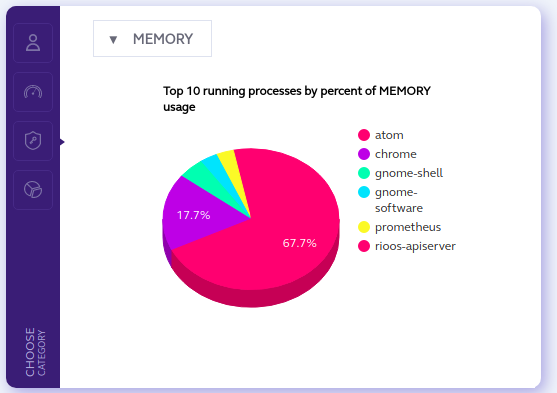 ▼ MEMORY
Top 10 running processes by percent of MEMORY
usage
atom
chrome
gnome-shell
gnome-
software
prometheus
rioos-apiserver
17.7%
67.7%
CHOOSE
CATEGORY